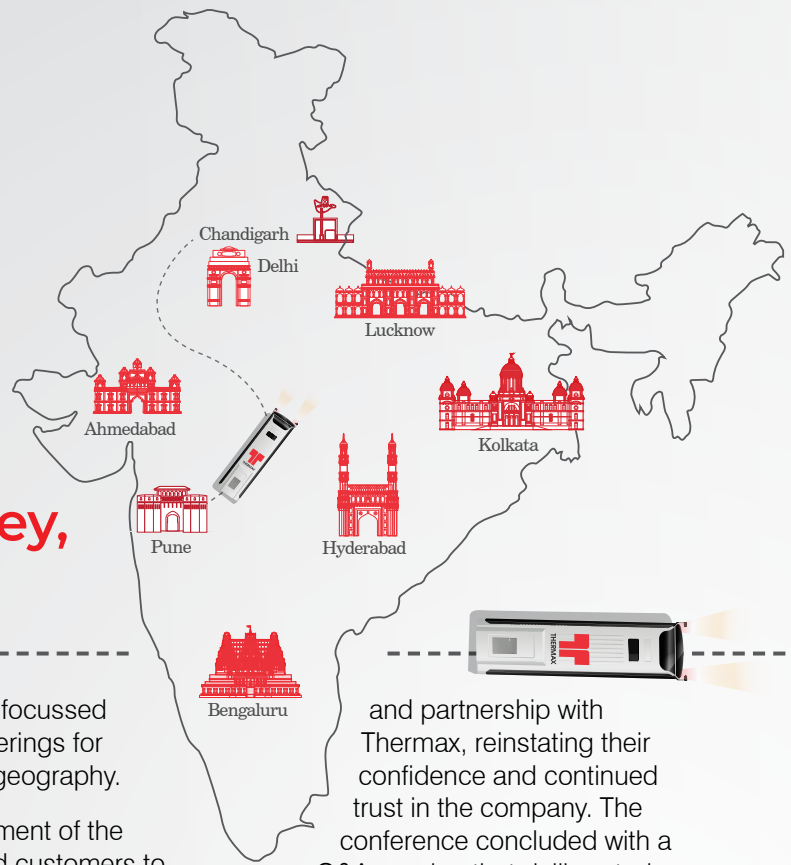 Chandigarh
Delhi
Lucknow
Ahmedabad
Kolkata
Pune
Hyderabad
ey,
THERMAX
THERMAX
Bengaluru
focussed
erings for
geography.
ment of the
d customers to
and partnership with
Thermax, reinstating their
confidence and continued
trust in the company. The
conference concluded with a